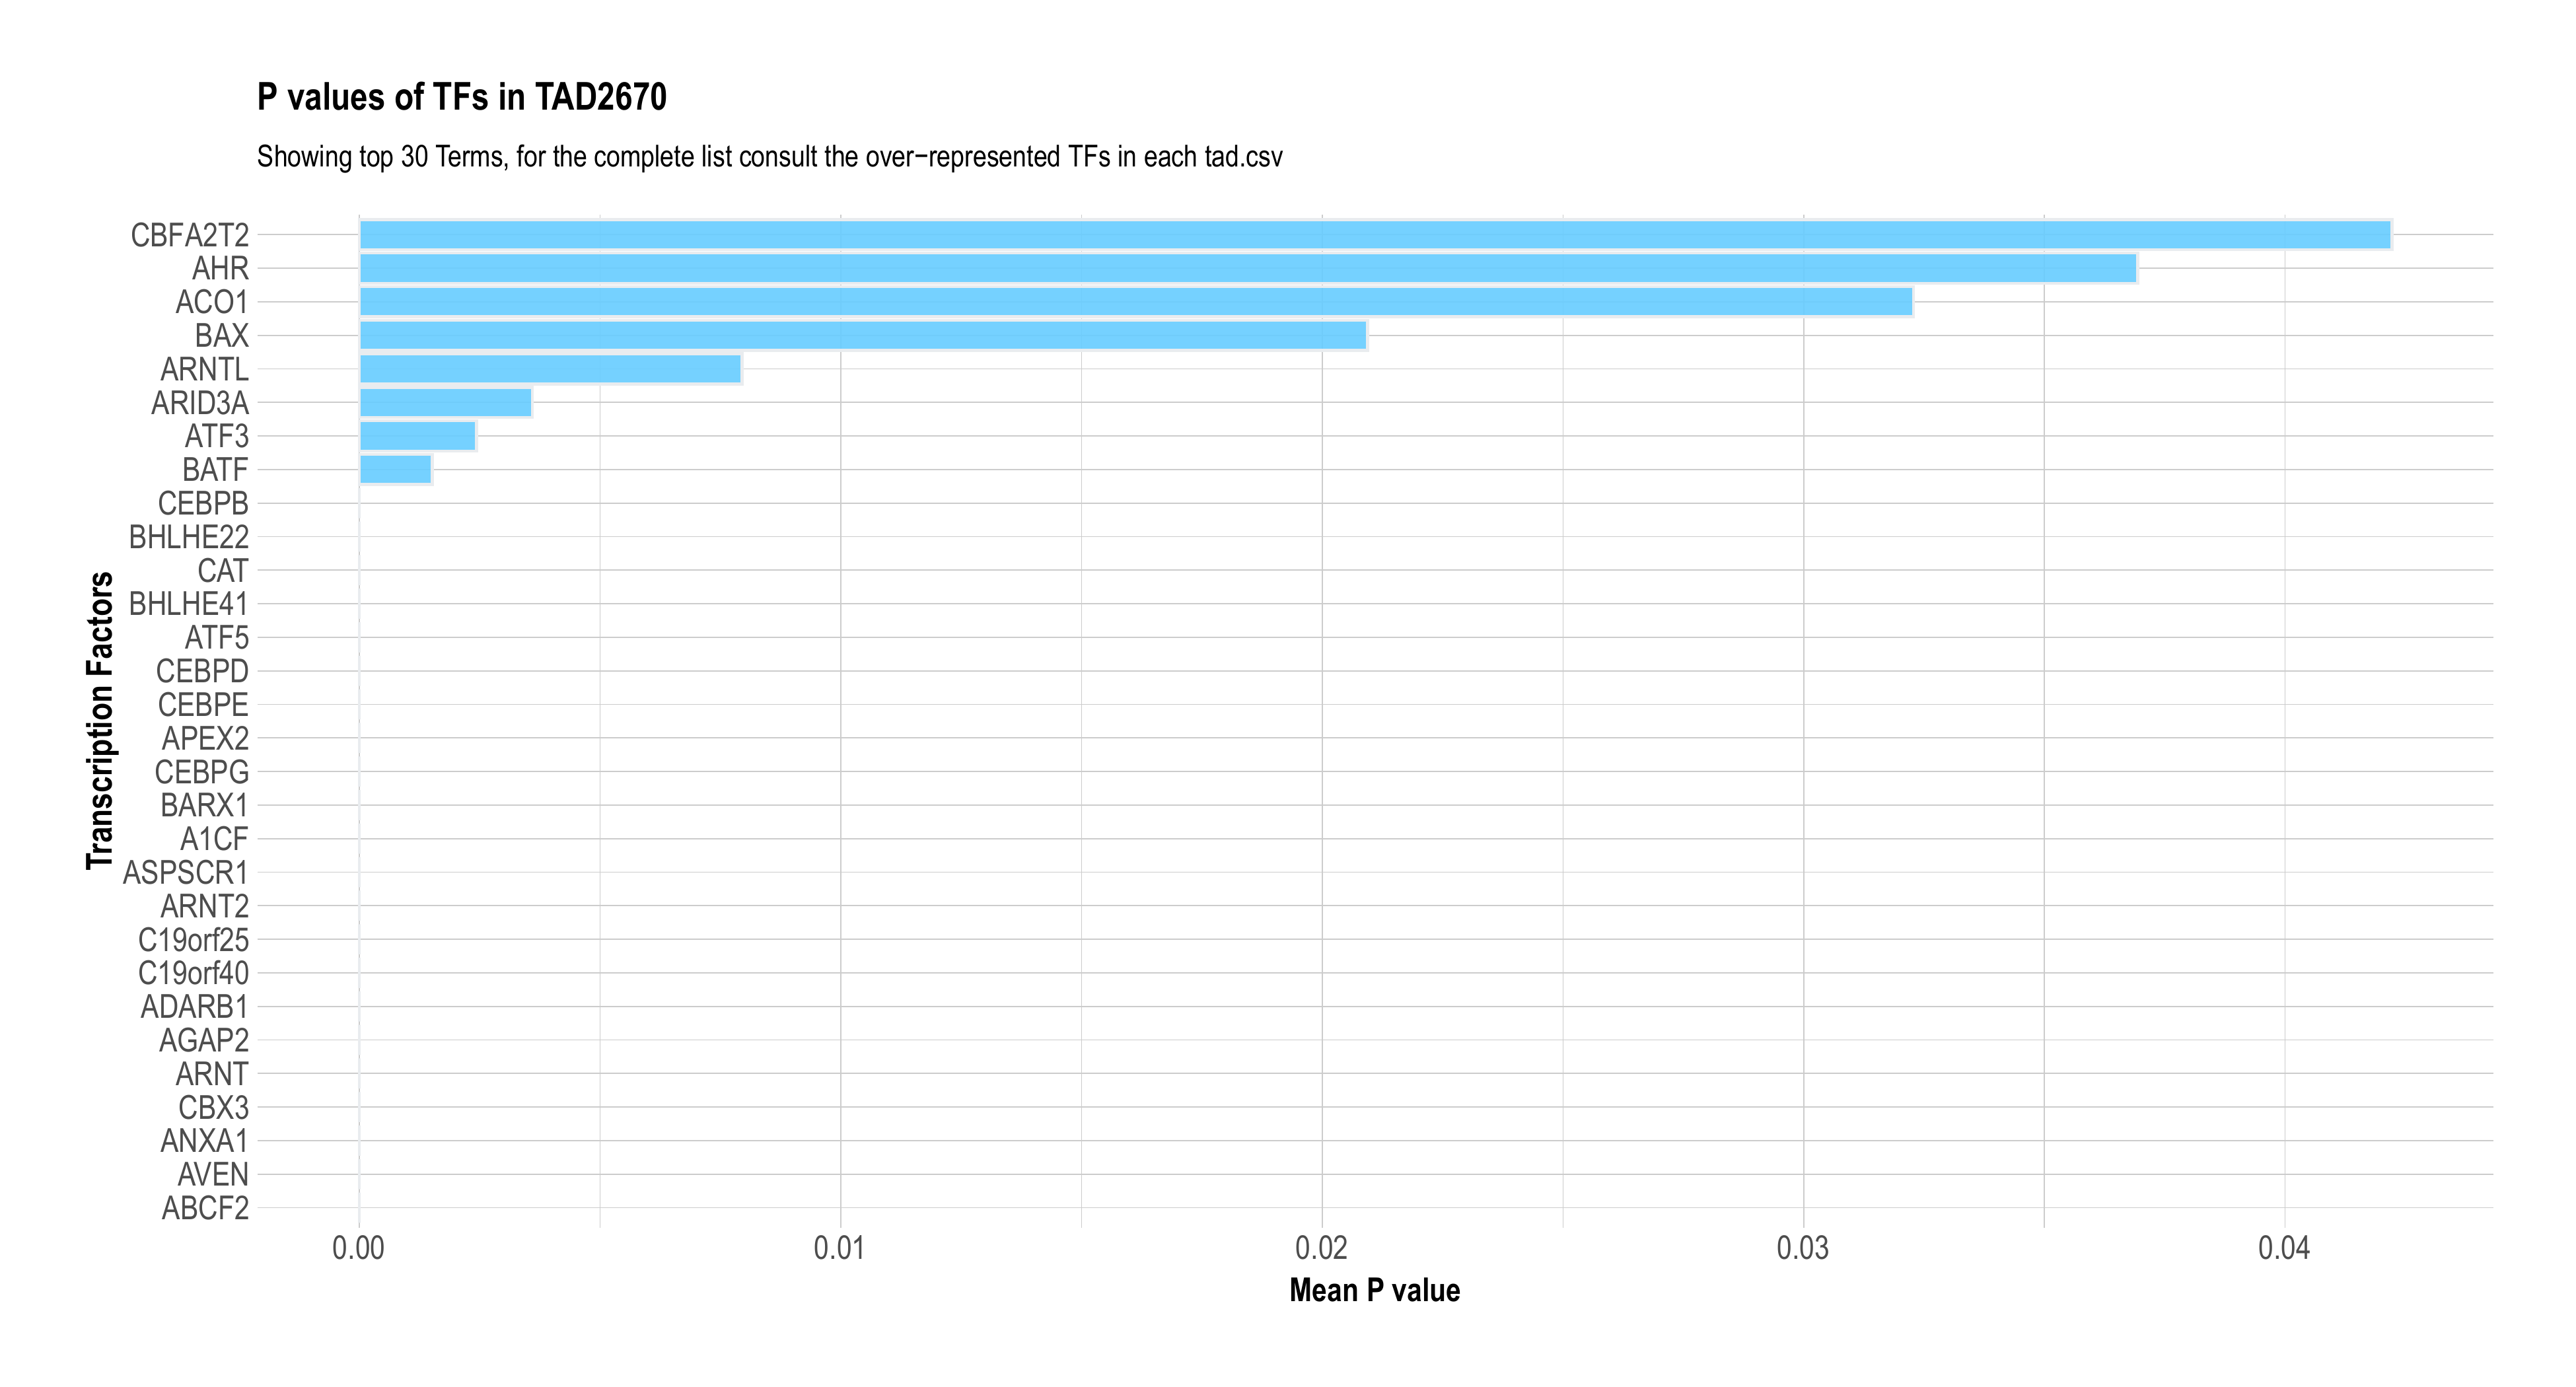 P values of TFs in TAD2670
Showing top 30 Terms, for the complete list consult the over−represented TFs in each tad.csv
Transcription Factors
CBFA2T2
AHR
ACO1
BAX
ARNTL
ARID3A
ATF3
BATF
CEBPB
BHLHE22
CAT
BHLHE41
ATF5
CEBPD
CEBPE
APEX2
CEBPG
BARX1
A1CF
ASPSCR1
ARNT2
C19orf25
C19orf40
ADARB1
AGAP2
ARNT
CBX3
ANXA1
AVEN
ABCF2
0.00 0.01 0.02 0.03 0.04
Mean P value